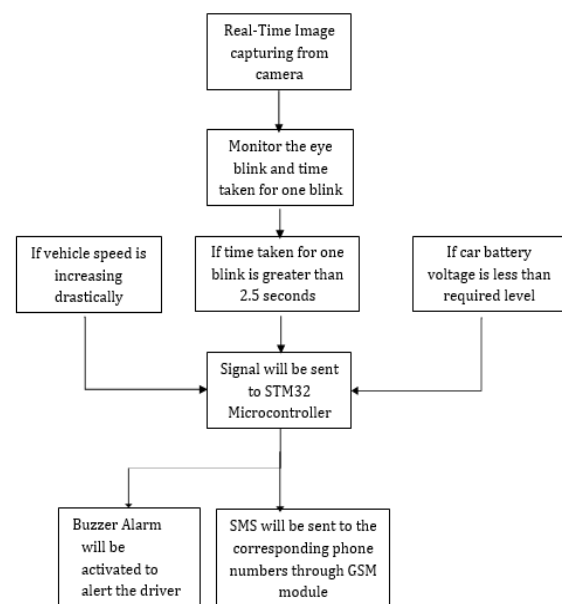 Real-Time Image
capturing from
camera
Monitor the eye
blink and time
taken for one blink
If vehicle speed is
increasing
drastically
If time taken for one
blink is greater than
2.5 seconds
If car battery
voltage is less than
required level
Signal will be sent
to STM32
Microcontroller
Buzzer Alarm
will be
activated to
alert the driver
SMS will be sent to the
corresponding phone
numbers through GSM
module